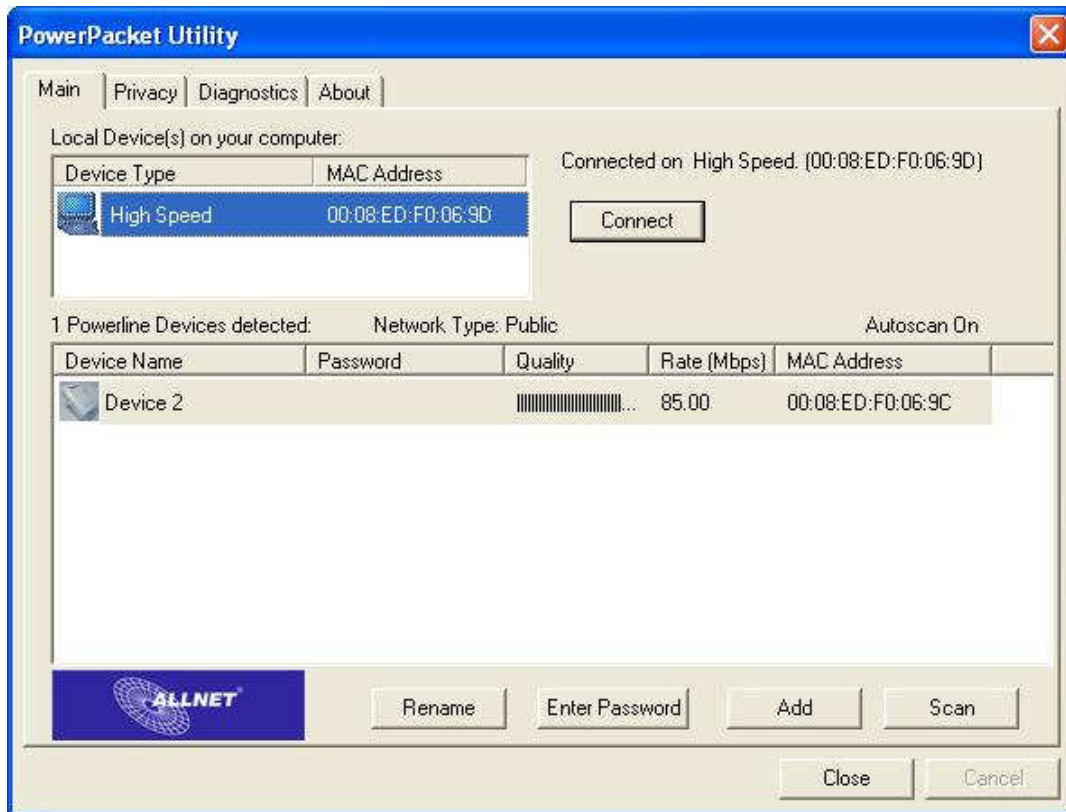 PowerPacket Utility
Main Privacy Diagnostics About
Local Device(s) on your computer:
Device Type MAC Address
High Speed 00:08:ED:F0:06:9D
Connected on High Speed. (00:08:ED:F0:06:9D)
Connect
1 Powerline Devices detected: Network Type: Public Autoscan On
Device Name Password Quality Rate (Mbps) MAC Address
Device 2 ... 85.00 00:08:ED:F0:06:9C
ALLNET
Rename Enter Password Add Scan
Close Cancel